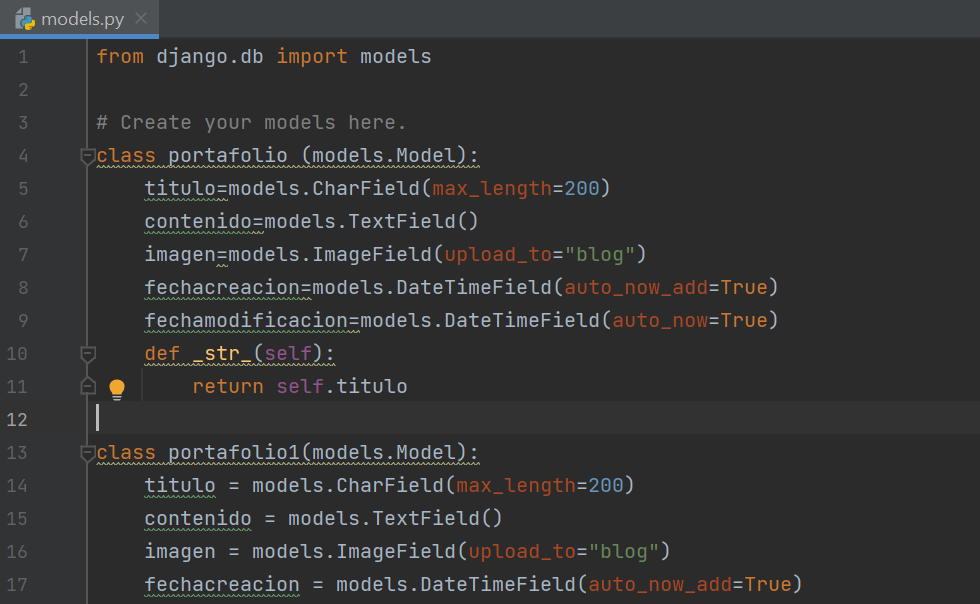 models.py
1 from django.db import models
2
3 # Create your models here.
4 class portafolio (models.Model):
5     titulo=models.CharField(max_length=200)
6     contenido=models.TextField()
7     imagen=models.ImageField(upload_to="blog")
8     fechacreacion=models.DateTimeField(auto_now_add=True)
9     fechamodificacion=models.DateTimeField(auto_now=True)
10     def _str_(self):
11         return self.titulo
12
13 class portafolio1(models.Model):
14     titulo = models.CharField(max_length=200)
15     contenido = models.TextField()
16     imagen = models.ImageField(upload_to="blog")
17     fechacreacion = models.DateTimeField(auto_now_add=True)